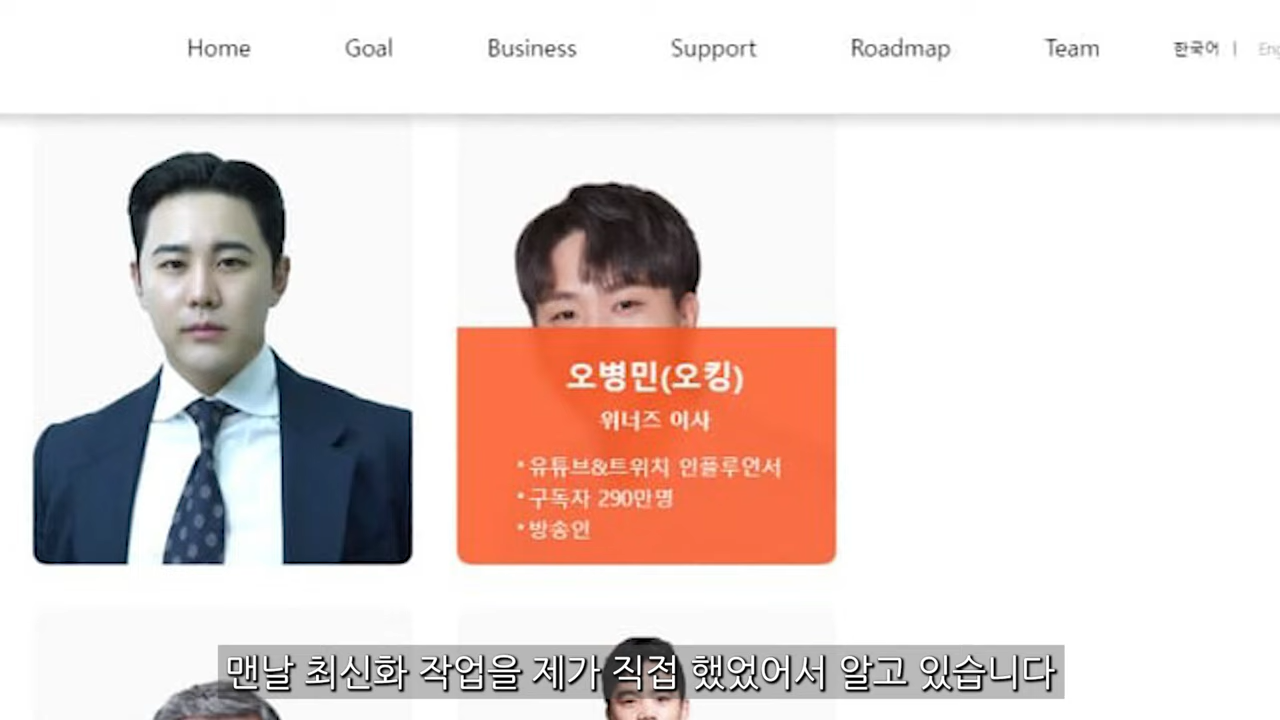 Home Goal Business Support Roadmap Team 한국어 | Eng
오병민(오킹)
위너즈 이사
• 유튜브&트위치 인플루언서
• 구독자 290만명
• 방송인
맨날 최신화 작업을 제가 직접 했었어서 알고 있습니다